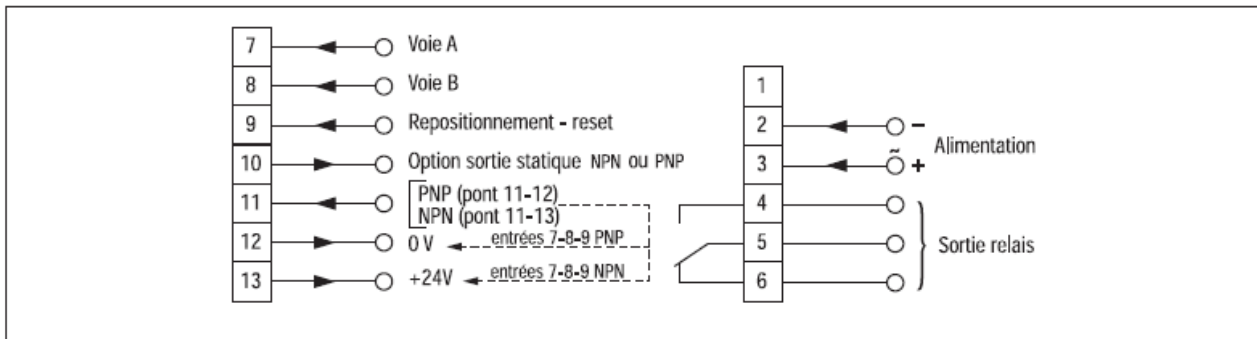 7 Voie A
8 Voie B
9 Repositionnement - reset
10 Option sortie statique NPN ou PNP
11 PNP (pont 11-12)
NPN (pont 11-13)
12 0 V entrées 7-8-9 PNP
13 +24V entrées 7-8-9 NPN
1
2 −
Alimentation
3 ~ +
4
5 Sortie relais
6